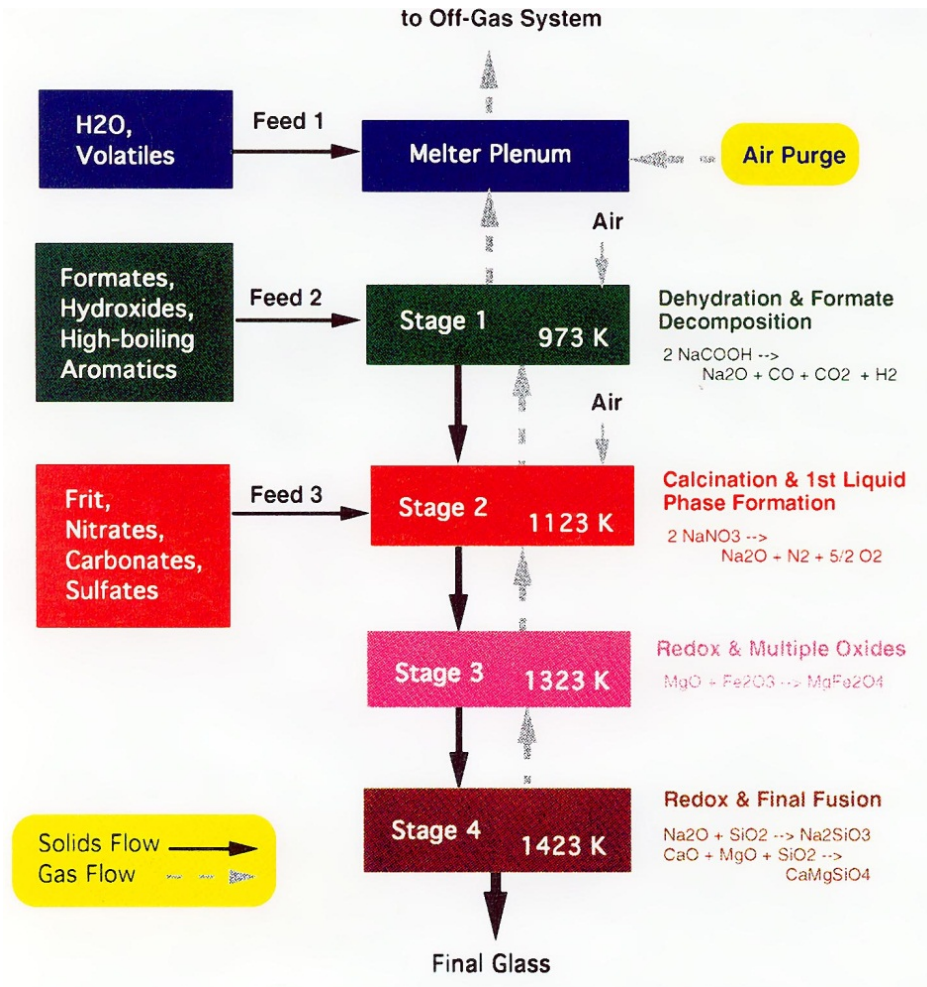 to Off-Gas System
H2O,
Volatiles
Feed 1
Melter Plenum
Air Purge
Air
Formates,
Hydroxides,
High-boiling
Aromatics
Feed 2
Stage 1
973 K
Dehydration & Formate
Decomposition
2 NaCOOH -->
Na2O + CO + CO2 + H2
Air
Frit,
Nitrates,
Carbonates,
Sulfates
Feed 3
Stage 2
1123 K
Calcination & 1st Liquid
Phase Formation
2 NaNO3 -->
Na2O + N2 + 5/2 O2
Stage 3
1323 K
Redox & Multiple Oxides
MgO + Fe2O3 --> MgFe2O4
Stage 4
1423 K
Redox & Final Fusion
Na2O + SiO2 --> Na2SiO3
CaO + MgO + SiO2 -->
CaMgSiO4
Solids Flow
Gas Flow
Final Glass